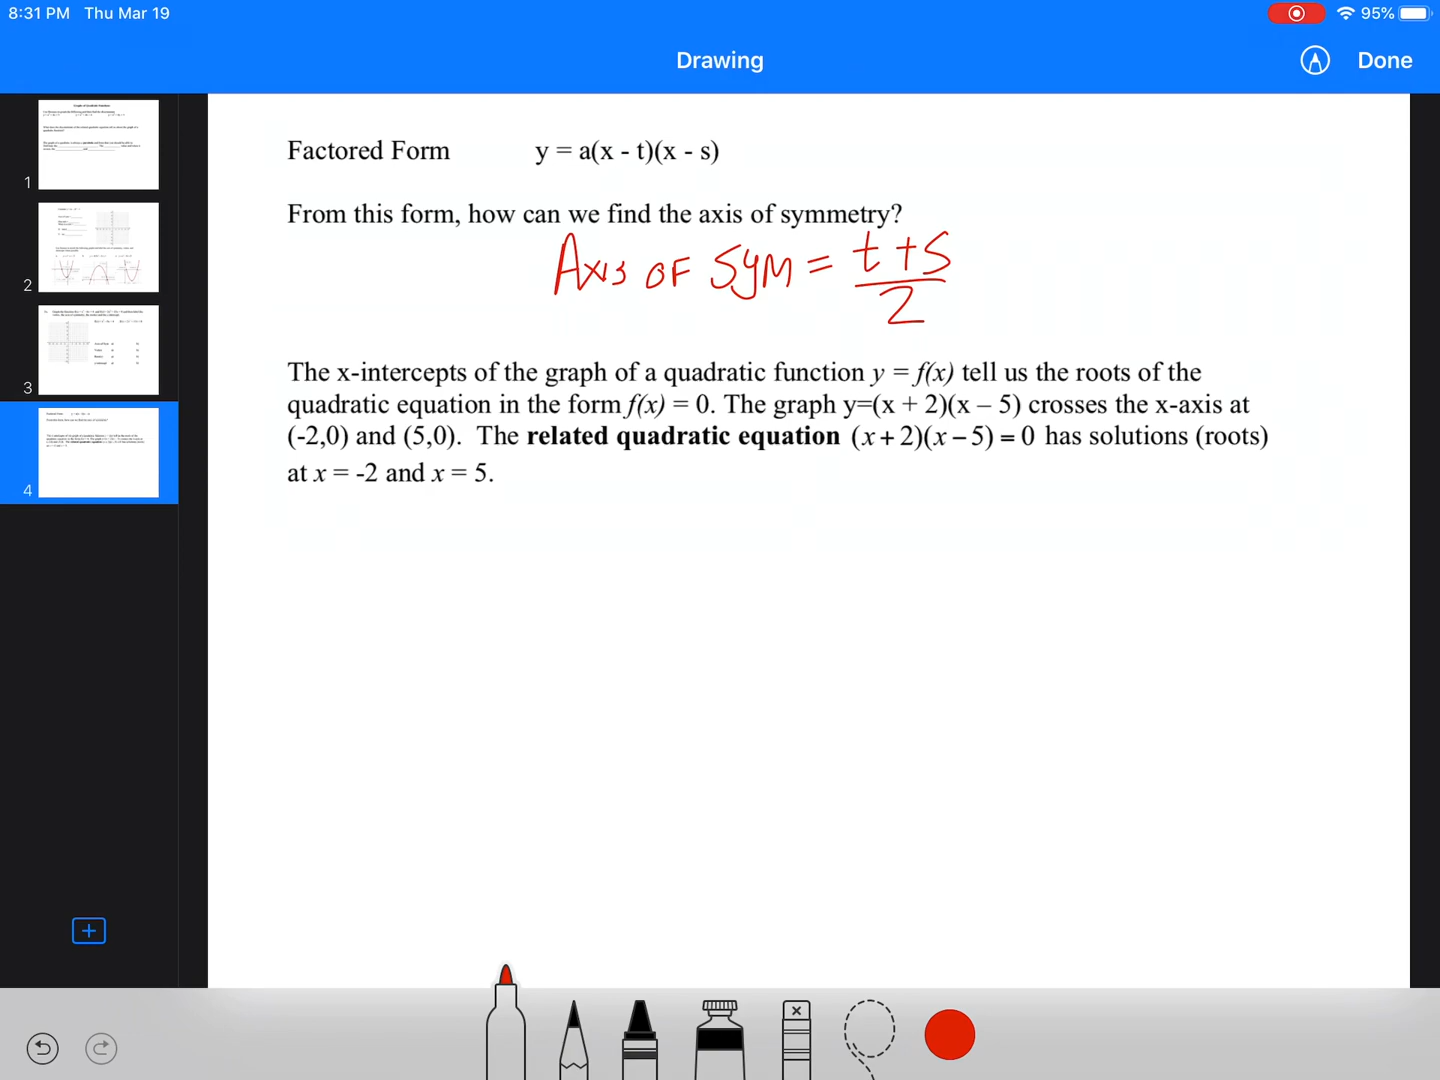 8:31 PM Thu Mar 19
95%
Drawing
Done
Factored Form y = a(x - t)(x - s)
From this form, how can we find the axis of symmetry?
Axis of Sym = t+s
2
The x-intercepts of the graph of a quadratic function y = f(x) tell us the roots of the
quadratic equation in the form f(x) = 0. The graph y=(x + 2)(x – 5) crosses the x-axis at
(-2,0) and (5,0). The related quadratic equation (x + 2)(x − 5) = 0 has solutions (roots)
at x = -2 and x = 5.
1
2
3
4